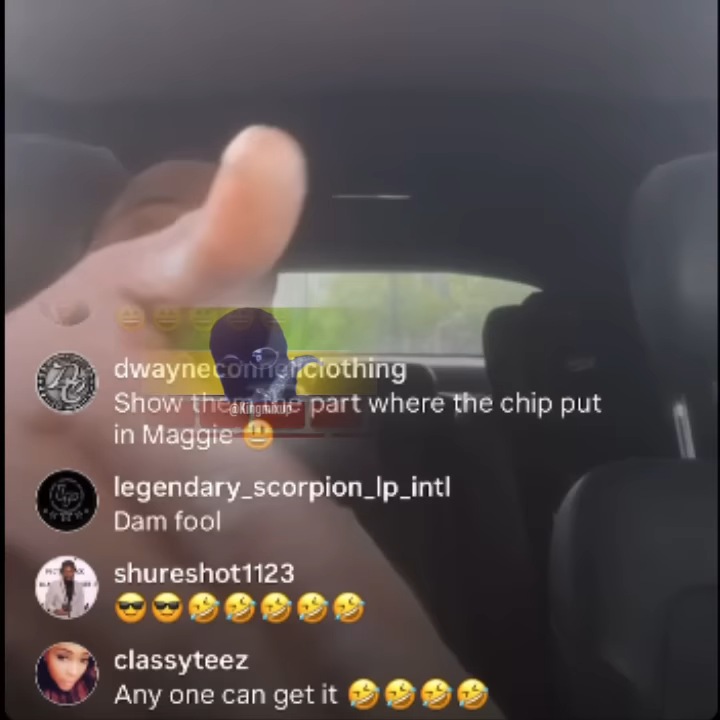 😃😃😃😃😃
dwayneconnellclothing
Show them the part where the chip put
in Maggie 😃
@Kingmixup
legendary_scorpion_lp_intl
Dam fool
shureshot1123
😎😎🤣🤣🤣🤣🤣
classyteez
Any one can get it 🤣🤣🤣🤣